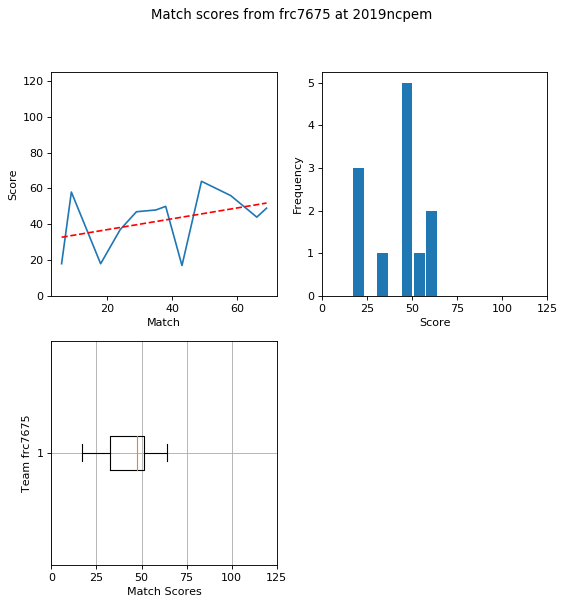 Match scores from frc7675 at 2019ncpem
120
100
80
60
40
20
0
Score
20 40 60
Match
5
4
3
2
1
0
Frequency
0 25 50 75 100 125
Score
Team frc7675
1
0 25 50 75 100 125
Match Scores